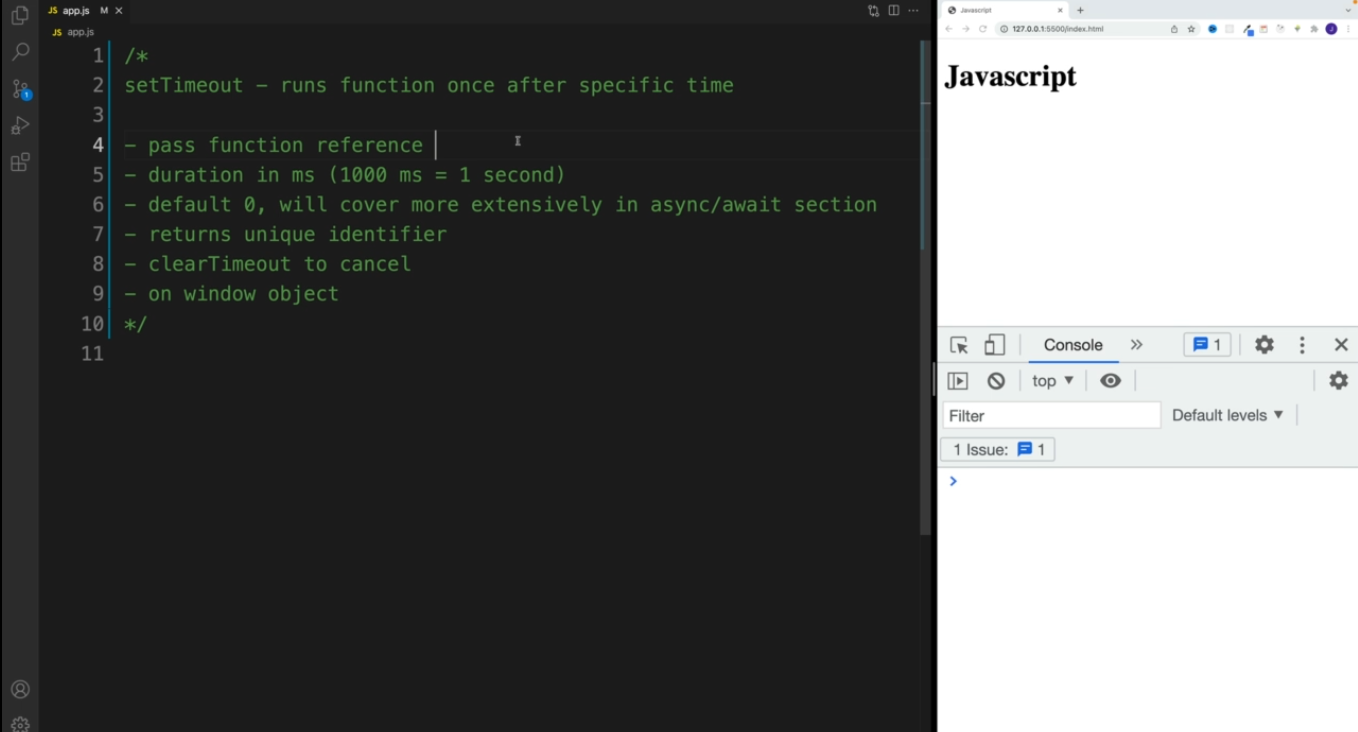 JS app.js M
JS app.js
1 /*
2 setTimeout – runs function once after specific time
3
4 – pass function reference
5 – duration in ms (1000 ms = 1 second)
6 – default 0, will cover more extensively in async/await section
7 – returns unique identifier
8 – clearTimeout to cancel
9 – on window object
10 */
11
1
Javascript
127.0.0.1:5500/index.html
J
Javascript
Console
1
top
Filter
Default levels
1 Issue: 1